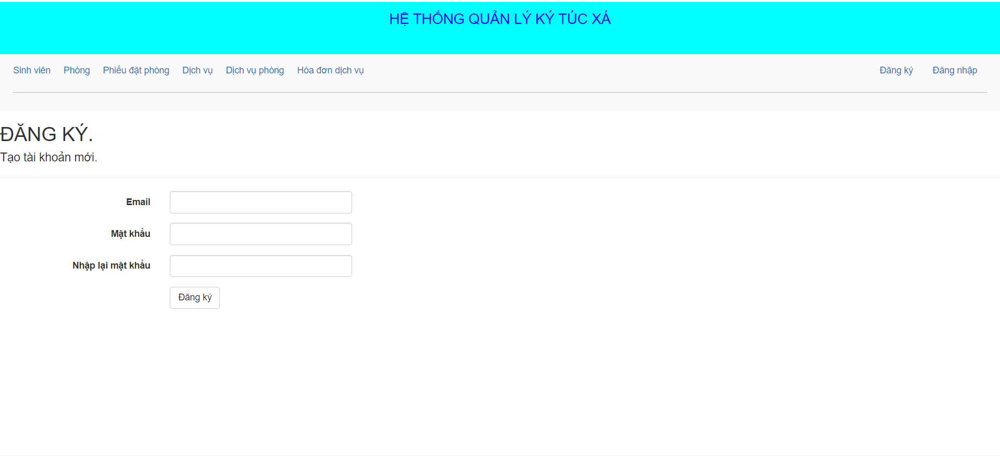 HỆ THỐNG QUẢN LÝ KÝ TÚC XÁ
Sinh viên Phòng Phiếu đặt phòng Dịch vụ Dịch vụ phòng Hóa đơn dịch vụ Đăng ký Đăng nhập
ĐĂNG KÝ.
Tạo tài khoản mới.
Email
Mật khẩu
Nhập lại mật khẩu
Đăng ký